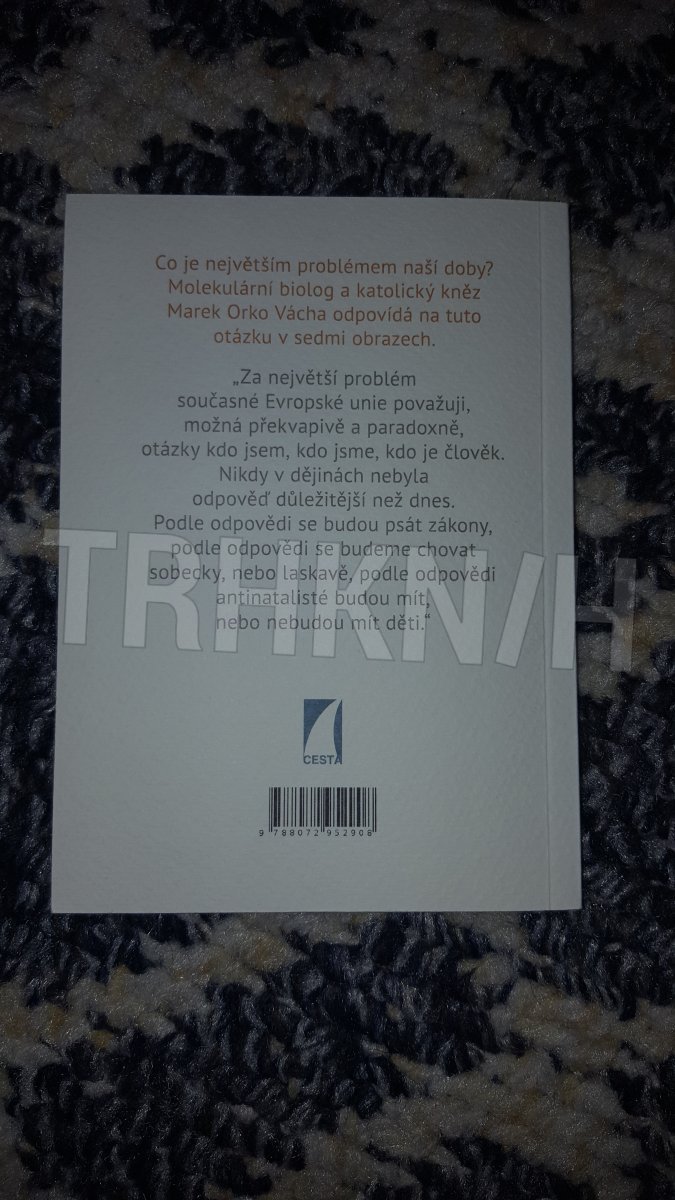 Co je největším problémem naší doby?
Molekulární biolog a katolický kněz
Marek Orko Vácha odpovídá na tuto
otázku v sedmi obrazech.
„Za největší problém
současné Evropské unie považuji,
možná překvapivě a paradoxně,
otázky kdo jsem, kdo jsme, kdo je člověk.
Nikdy v dějinách nebyla
odpověď důležitější než dnes.
Podle odpovědi se budou psát zákony,
podle odpovědi se budeme chovat
sobecky, nebo laskavě, podle odpovědi
antinatalisté budou mít,
nebo nebudou mít děti.“
TRHKN/H
CESTA
9 788072 952908